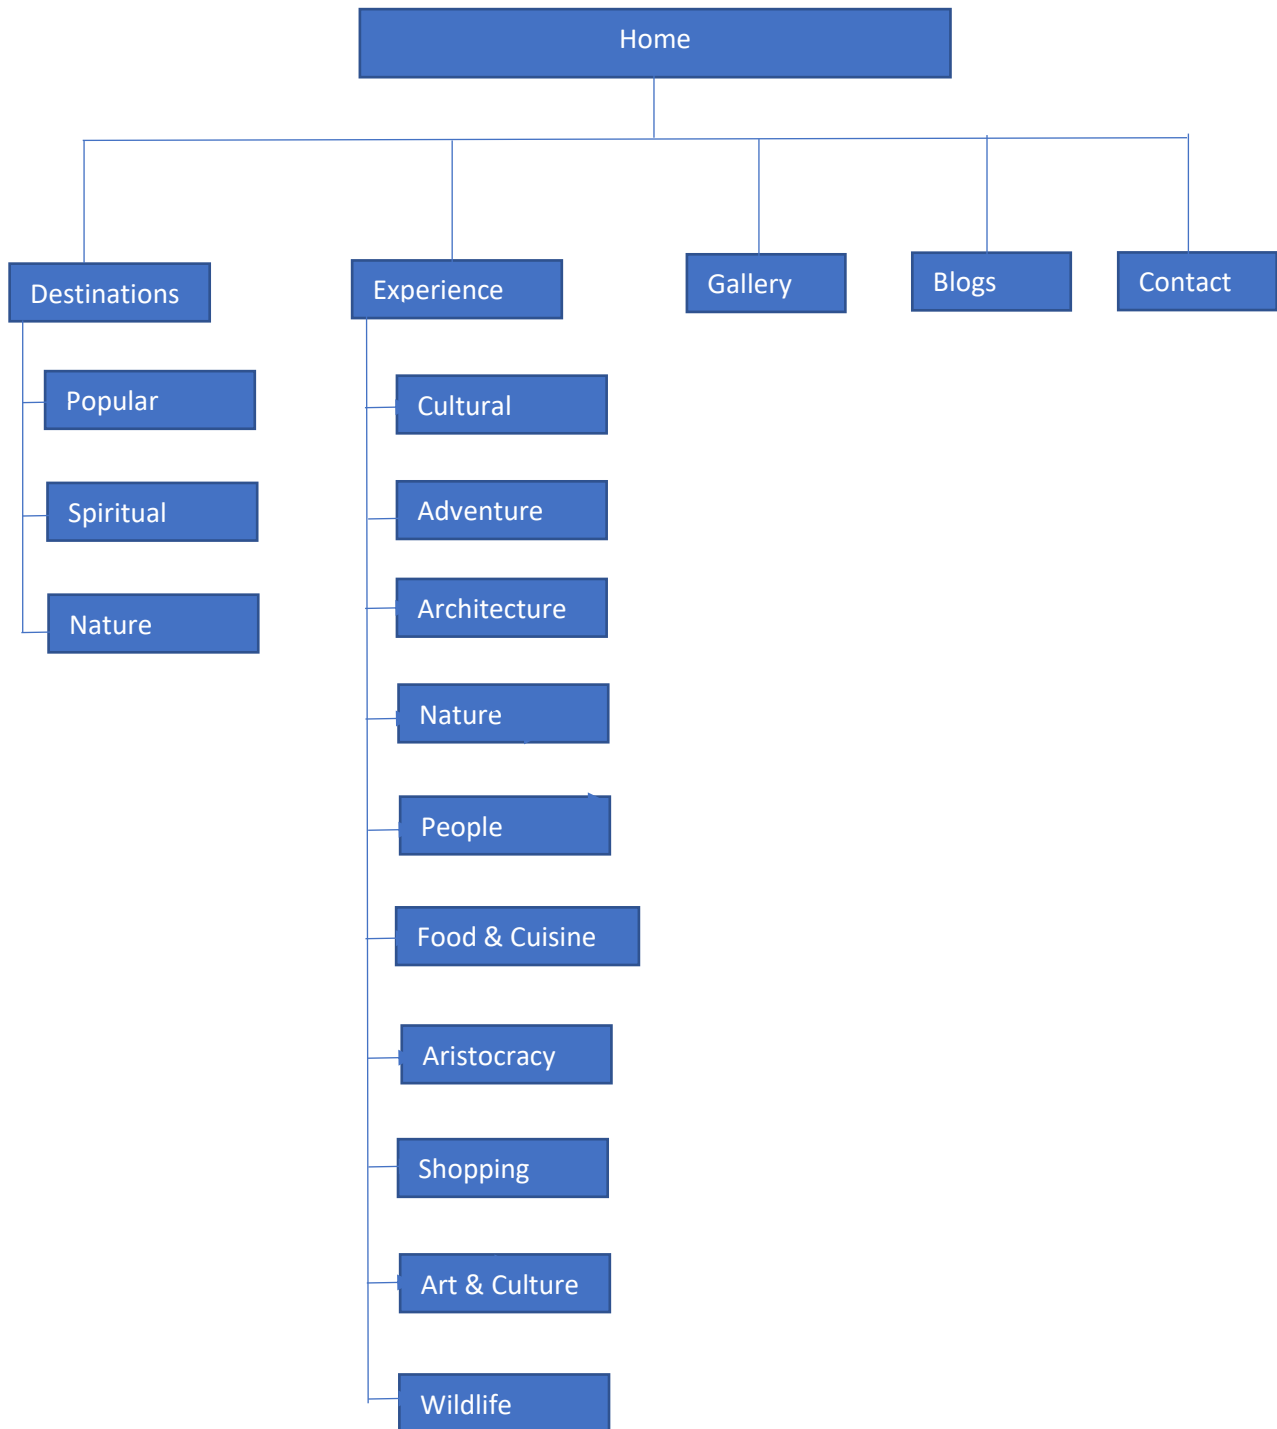 Home
Destinations
Experience
Gallery
Blogs
Contact
Popular
Spiritual
Nature
Cultural
Adventure
Architecture
Nature
People
Food & Cuisine
Aristocracy
Shopping
Art & Culture
Wildlife